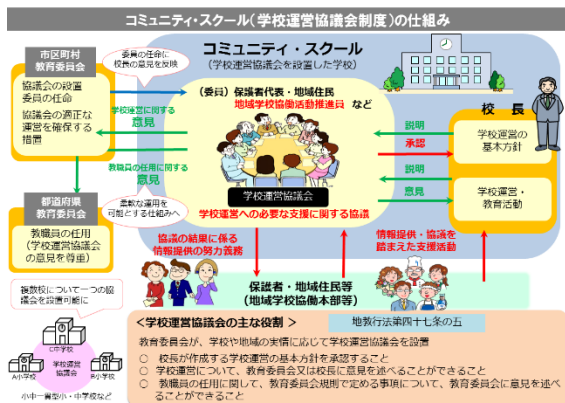 コミュニティ・スクール(学校運営協議会制度)の仕組み
市区町村
教育委員会
協議会の設置
委員の任命
協議会の適正な
運営を確保する
措置
委員の任命に
校長の意見を反映
コミュニティ・スクール
(学校運営協議会を設置した学校)
(委員)保護者代表・地域住民
地域学校協働活動推進員 など
学校運営に関する
意見
教職員の任用に関する
意見
柔軟な運用を
可能とする仕組みへ
学校運営協議会
学校運営への必要な支援に関する協議
校 長
説明
承認
学校運営の
基本方針
説明
意見
学校運営・
教育活動
都道府県
教育委員会
教職員の任用
(学校運営協議会
の意見を尊重)
協議の結果に係る
情報提供の努力義務
情報提供・協議を
踏まえた支援活動
保護者・地域住民等
(地域学校協働本部等)
複数校について一つの協
議会を設置可能に
C中学校
学校運営
協議会
A小学校
B小学校
小中一貫型小・中学校など
<学校運営協議会の主な役割>
地教行法第四十七条の五
教育委員会が、学校や地域の実情に応じて学校運営協議会を設置
○ 校長が作成する学校運営の基本方針を承認すること
○ 学校運営について、教育委員会又は校長に意見を述べることができること
○ 教職員の任用に関して、教育委員会規則で定める事項について、教育委員会に意見を述べ
ることができること